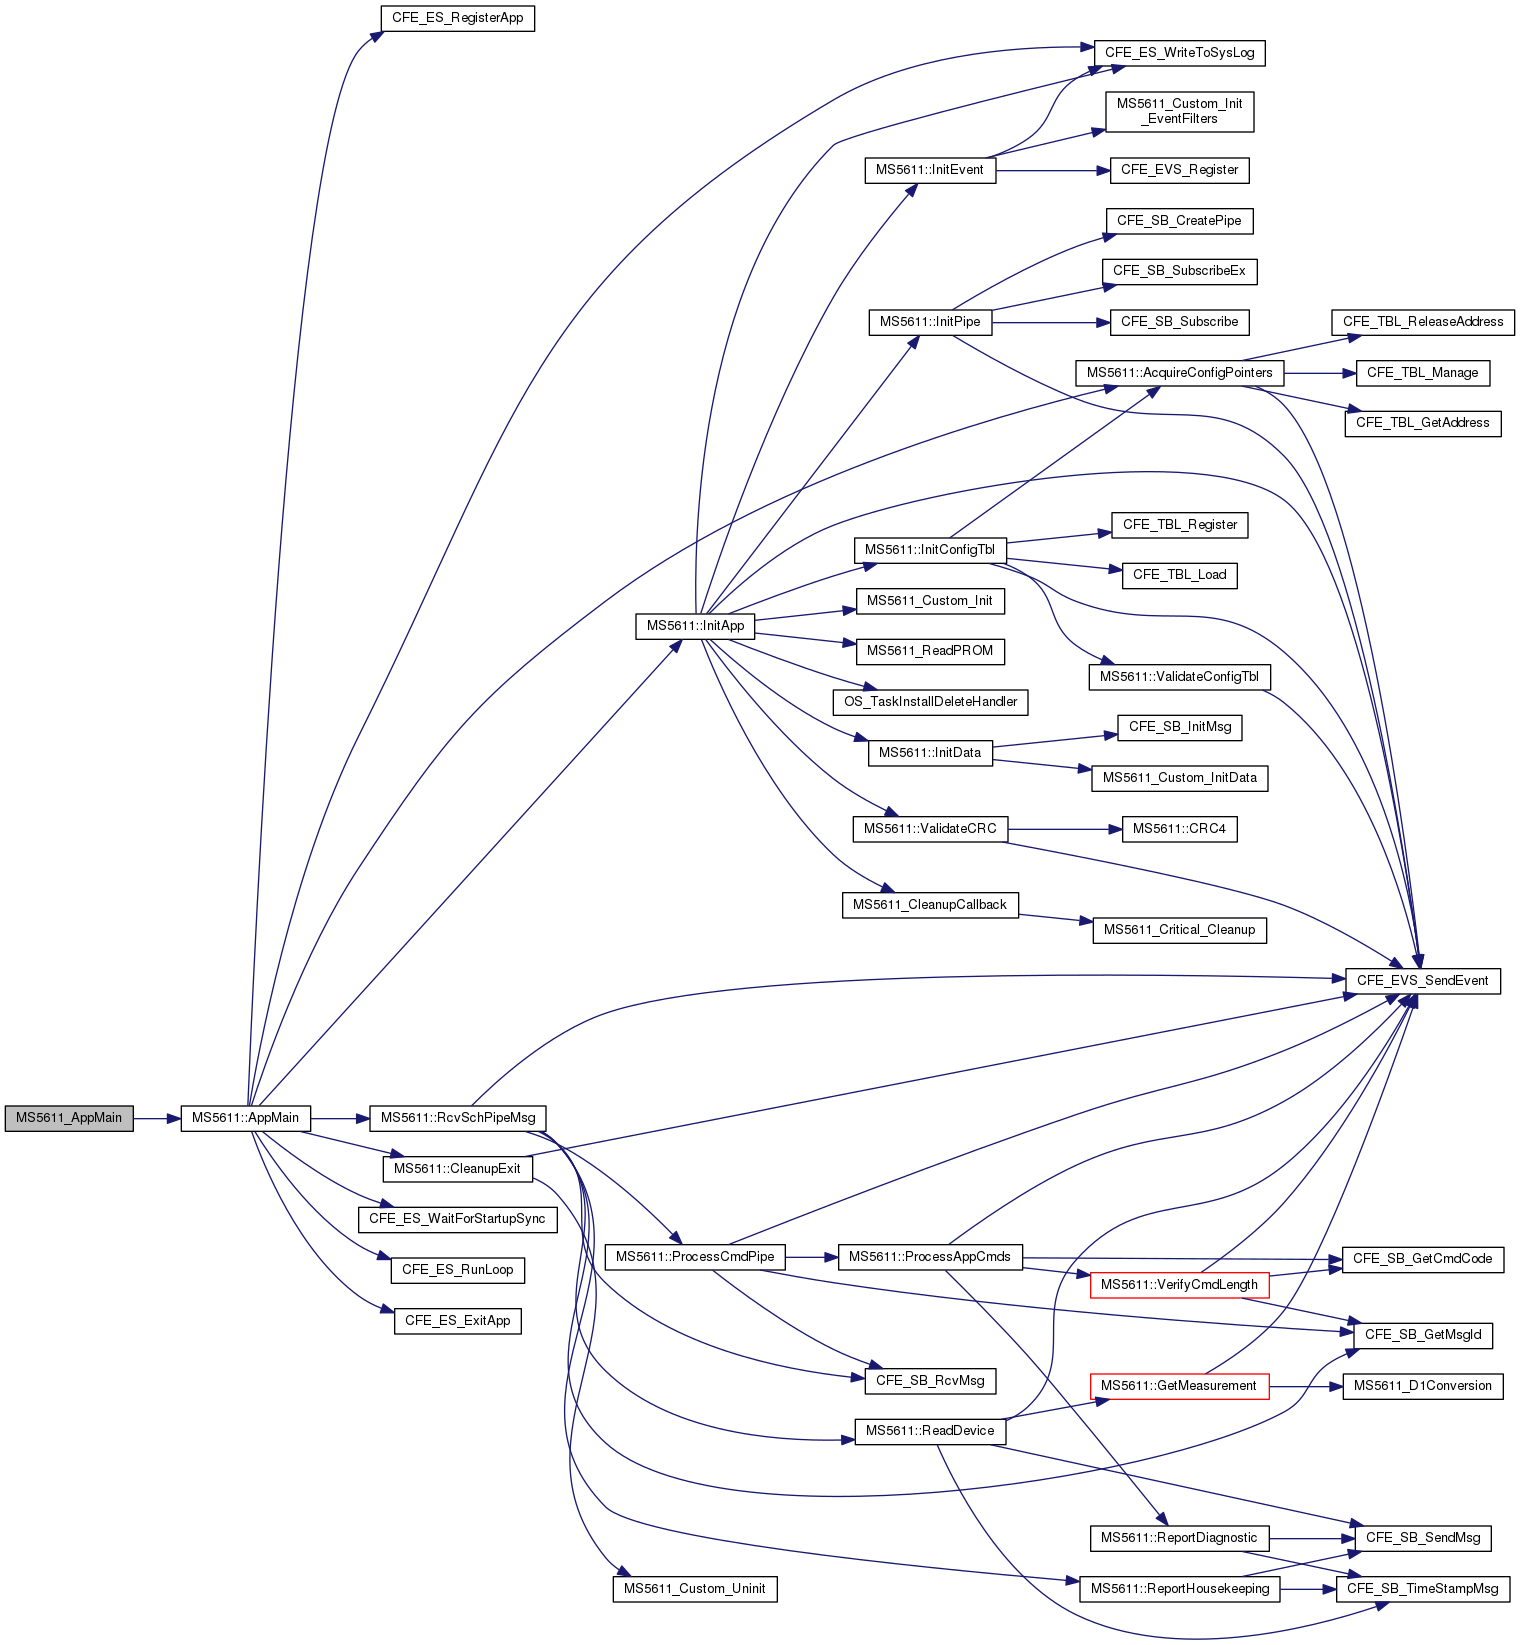 CFE_ES_RegisterApp
CFE_ES_WriteToSysLog
MS5611_Custom_Init
_EventFilters
MS5611::InitEvent
CFE_EVS_Register
CFE_SB_CreatePipe
CFE_SB_SubscribeEx
MS5611::InitPipe
CFE_SB_Subscribe
CFE_TBL_ReleaseAddress
MS5611::AcquireConfigPointers
CFE_TBL_Manage
CFE_TBL_GetAddress
CFE_TBL_Register
MS5611::InitConfigTbl
CFE_TBL_Load
MS5611_Custom_Init
MS5611::InitApp
MS5611_ReadPROM
MS5611::ValidateConfigTbl
OS_TaskInstallDeleteHandler
CFE_SB_InitMsg
MS5611::InitData
MS5611_Custom_InitData
MS5611::ValidateCRC
MS5611::CRC4
MS5611_CleanupCallback
MS5611_Critical_Cleanup
CFE_EVS_SendEvent
MS5611_AppMain
MS5611::AppMain
MS5611::RcvSchPipeMsg
MS5611::CleanupExit
CFE_ES_WaitForStartupSync
MS5611::ProcessCmdPipe
MS5611::ProcessAppCmds
CFE_SB_GetCmdCode
CFE_ES_RunLoop
MS5611::VerifyCmdLength
CFE_ES_ExitApp
CFE_SB_GetMsgId
CFE_SB_RcvMsg
MS5611::GetMeasurement
MS5611_D1Conversion
MS5611::ReadDevice
MS5611::ReportDiagnostic
CFE_SB_SendMsg
MS5611_Custom_Uninit
MS5611::ReportHousekeeping
CFE_SB_TimeStampMsg